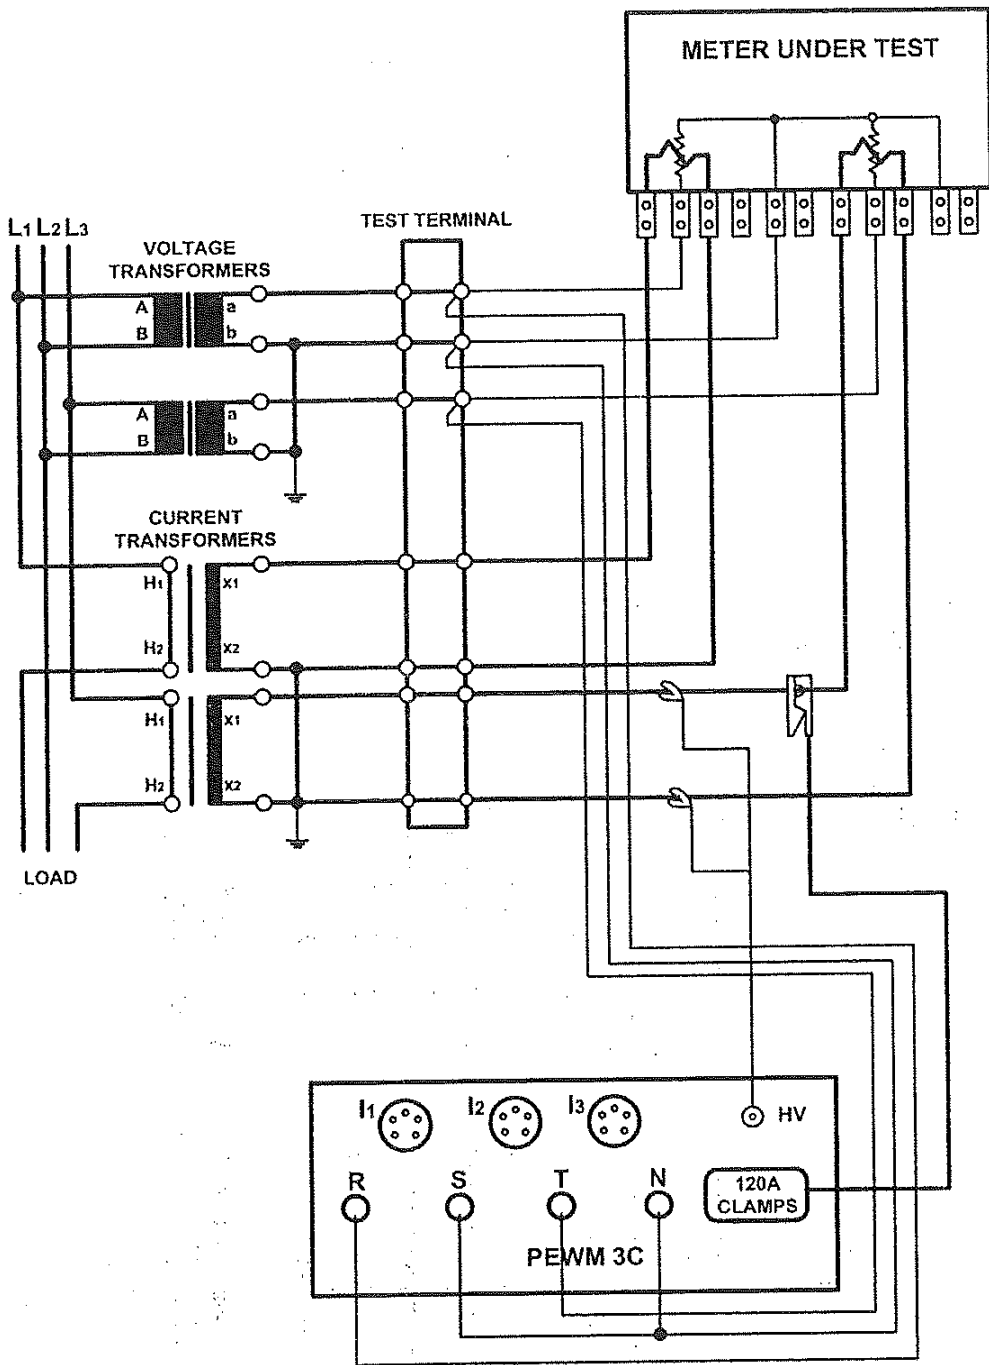 METER UNDER TEST
L1 L2 L3
VOLTAGE
TRANSFORMERS
TEST TERMINAL
A
a
B
b
A
a
B
b
CURRENT
TRANSFORMERS
H1
X1
H2
X2
H1
X1
H2
X2
LOAD
I1
I2
I3
HV
R
S
T
N
120A
CLAMPS
PEWM 3C